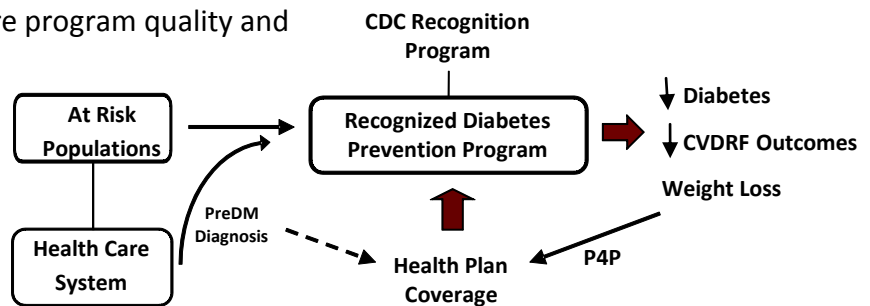 re program quality and
CDC Recognition
Program
At Risk
Populations
Recognized Diabetes
Prevention Program
Diabetes
CVDRF Outcomes
Weight Loss
PreDM
Diagnosis
Health Care
System
Health Plan
Coverage
P4P